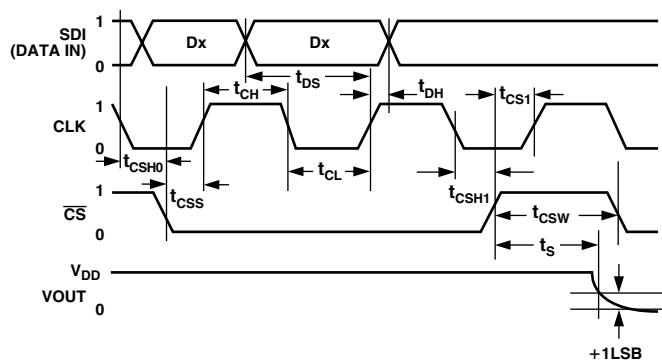 SDI
(DATA IN)
1
0
Dx
Dx
tCH
tDS
tDH
tCS1
CLK
1
0
tCSH0
tCSS
tCL
tCSH1
CS
1
0
tCSW
tS
VDD
VOUT
0
+1LSB